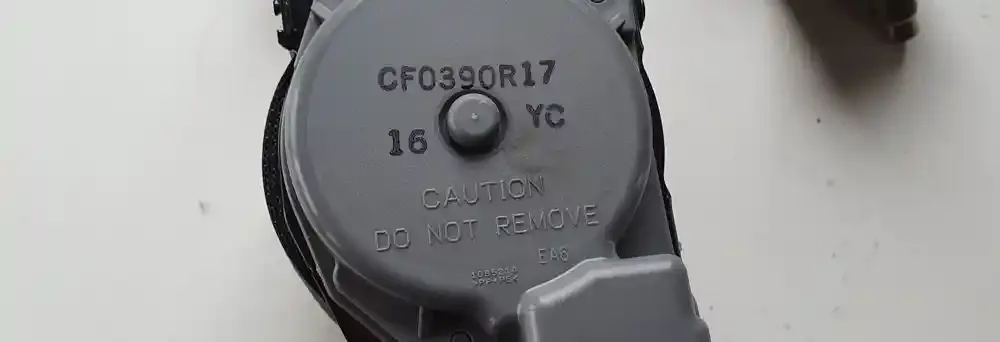 CF0390R17
16 YC
CAUTION
DO NOT REMOVE
EA6